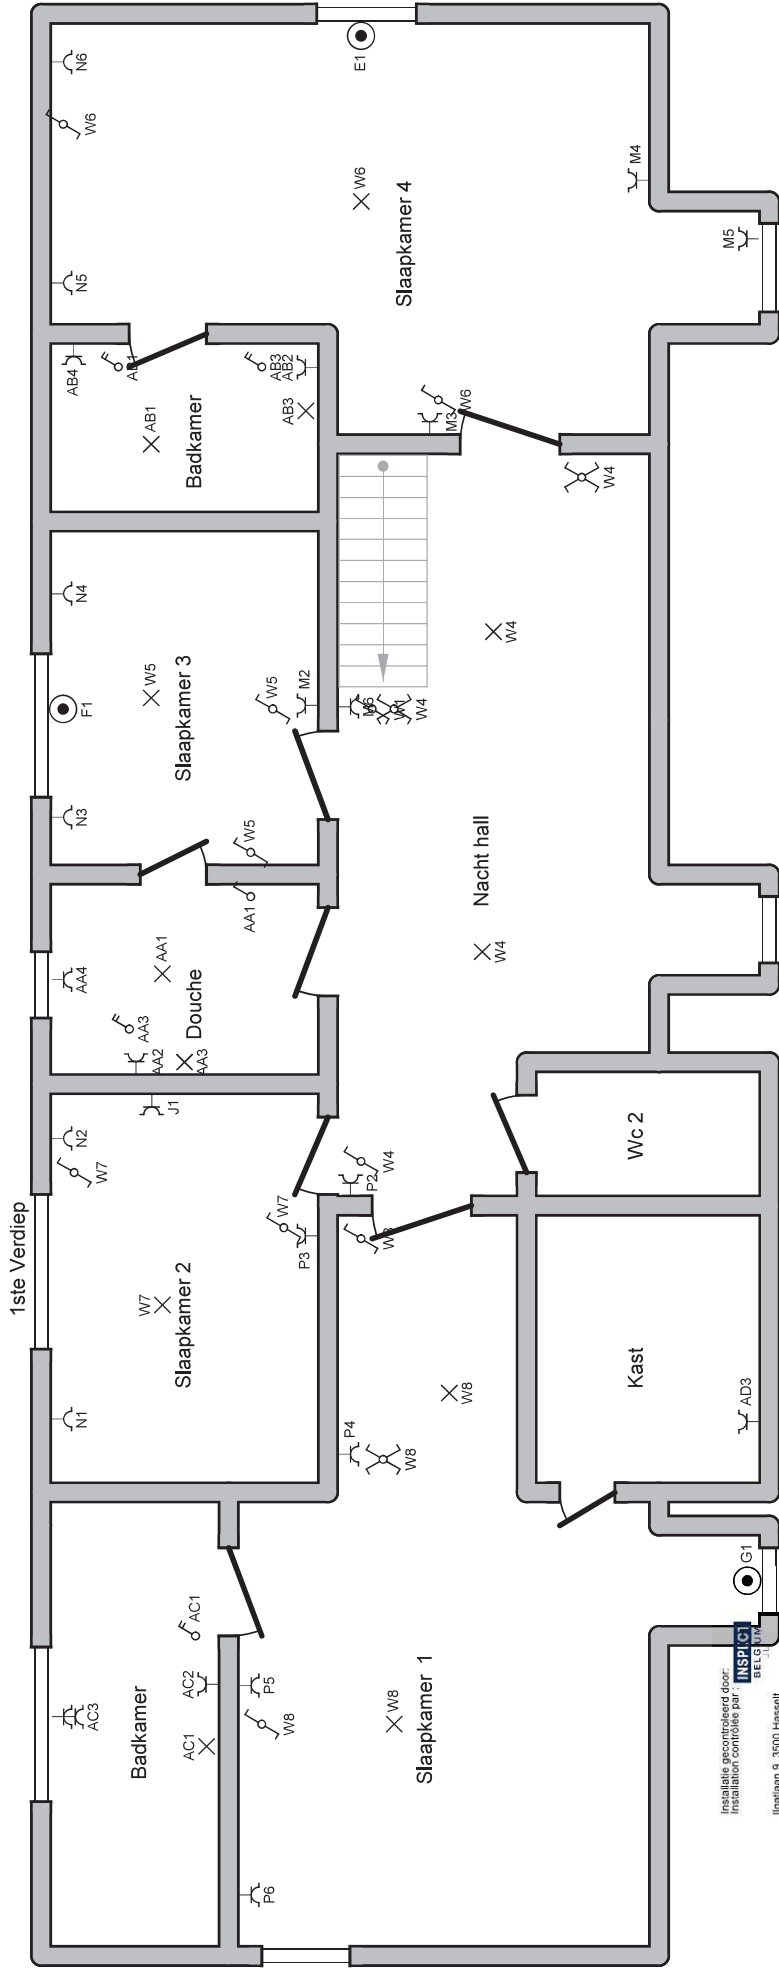 1ste Verdiep
N6
W6
E1
W6
Slaapkamer 4
M4
M5
N5
AB4
AB1
AB3
AB2
AB3
AB1
Badkamer
W6
M3
W4
N4
W5
F1
Slaapkamer 3
W5
M2
M6
W1
W4
W4
N3
W5
Nacht hall
W4
AA1
AA1
AA4
Douche
AA3
AA2
AA3
J1
N2
W7
W4
P2
Wc 2
W7
P3
W8
W7
Slaapkamer 2
N1
P4
W8
W8
Kast
AD3
G1
AC1
AC2
AC3
AC1
Badkamer
P5
W8
W8
Slaapkamer 1
P6
Installatie gecontroleerd door:
Installation contrôlée par :
INSPECT
BELGIUM
3500 Hasselt